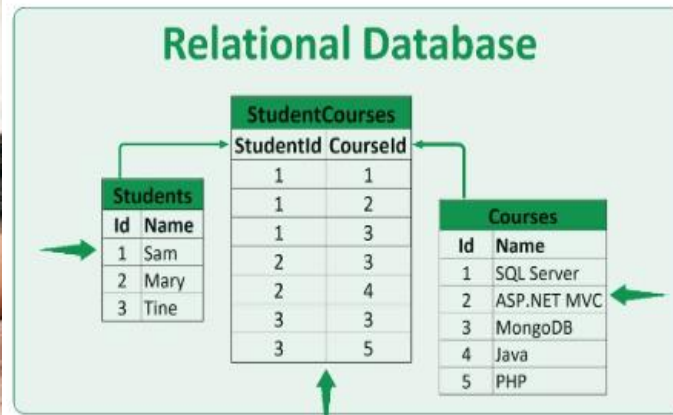 Relational Database
StudentCourses
StudentId CourseId
1 1
1 2
1 3
2 3
2 4
3 3
3 5
Students
Id Name
1 Sam
2 Mary
3 Tine
Courses
Id Name
1 SQL Server
2 ASP.NET MVC
3 MongoDB
4 Java
5 PHP